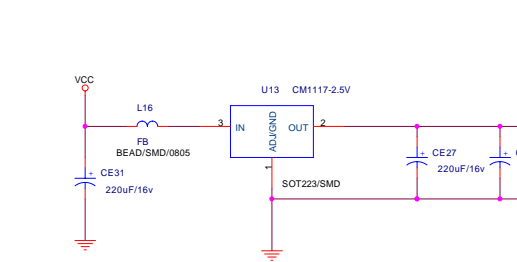 VCC
L16
FB
BEAD/SMD/0805
CE31
220uF/16v
U13 CM1117-2.5V
3 IN
ADJ/GND
OUT 2
1
SOT223/SMD
CE27
220uF/16v